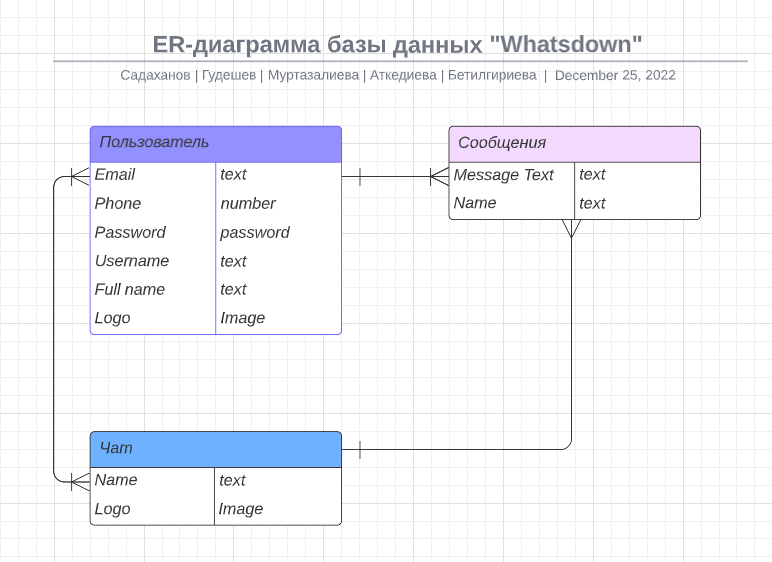 ER-диаграмма базы данных "Whatsdown"
Садаханов | Гудешев | Муртазалиева | Аткедиева | Бетилгириева | December 25, 2022
Пользователь
Email text
Phone number
Password password
Username text
Full name text
Logo Image
Сообщения
Message Text text
Name text
Чат
Name text
Logo Image